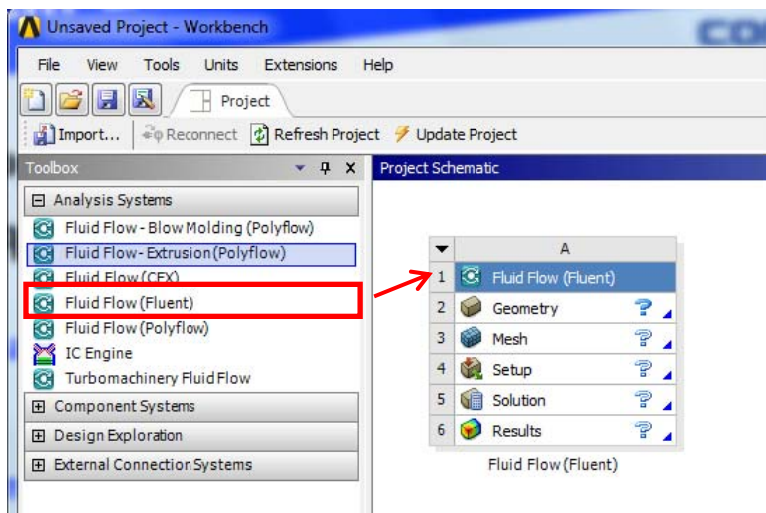 Unsaved Project - Workbench
File View Tools Units Extensions Help
Project
Import... Reconnect Refresh Project Update Project
Toolbox
Project Schematic
Analysis Systems
Fluid Flow - Blow Molding (Polyflow)
Fluid Flow - Extrusion (Polyflow)
Fluid Flow (CFX)
Fluid Flow (Fluent)
Fluid Flow (Polyflow)
IC Engine
Turbomachinery Fluid Flow
Component Systems
Design Exploration
External Connection Systems
A
1 Fluid Flow (Fluent)
2 Geometry ?
3 Mesh ?
4 Setup ?
5 Solution ?
6 Results ?
Fluid Flow (Fluent)